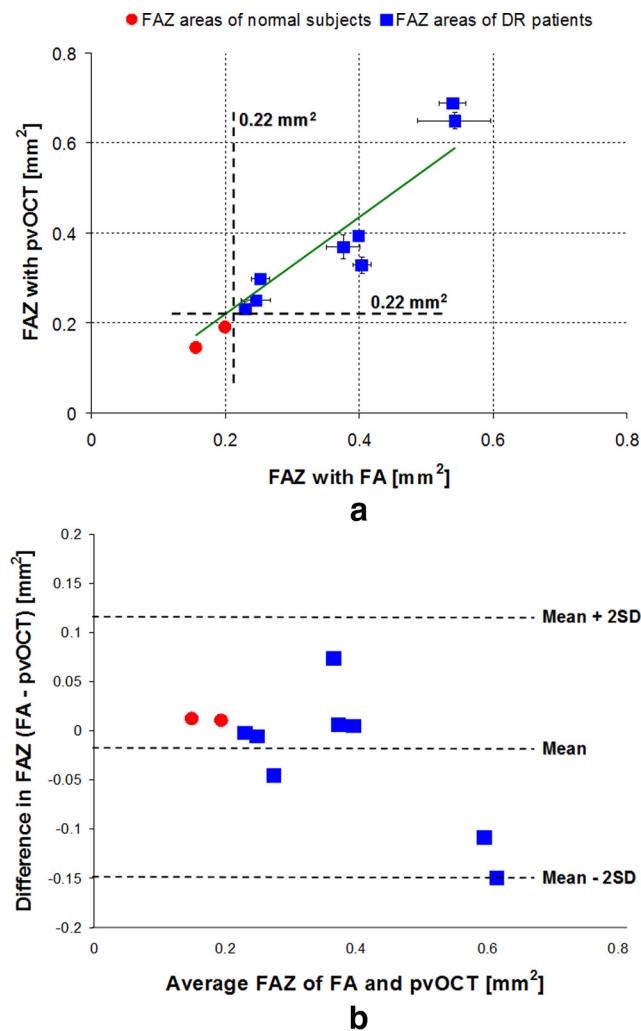 FAZ areas of normal subjects FAZ areas of DR patients
0.8
0.6
0.4
0.2
0
FAZ with pvOCT [mm²]
0.22 mm²
0.22 mm²
0 0.2 0.4 0.6 0.8
FAZ with FA [mm²]
a
0.2
0.15
0.1
0.05
0
-0.05
-0.1
-0.15
-0.2
Difference in FAZ (FA - pvOCT) [mm²]
Mean + 2SD
Mean
Mean - 2SD
0 0.2 0.4 0.6 0.8
Average FAZ of FA and pvOCT [mm²]
b